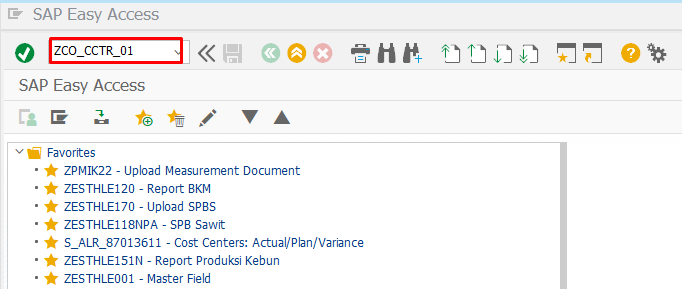 SAP Easy Access
ZCO_CCTR_01
SAP Easy Access
Favorites
ZPMIK22 - Upload Measurement Document
ZESTHLE120 - Report BKM
ZESTHLE170 - Upload SPBS
ZESTHLE118NPA - SPB Sawit
S_ALR_87013611 - Cost Centers: Actual/Plan/Variance
ZESTHLE151N - Report Produksi Kebun
ZESTHLE001 - Master Field